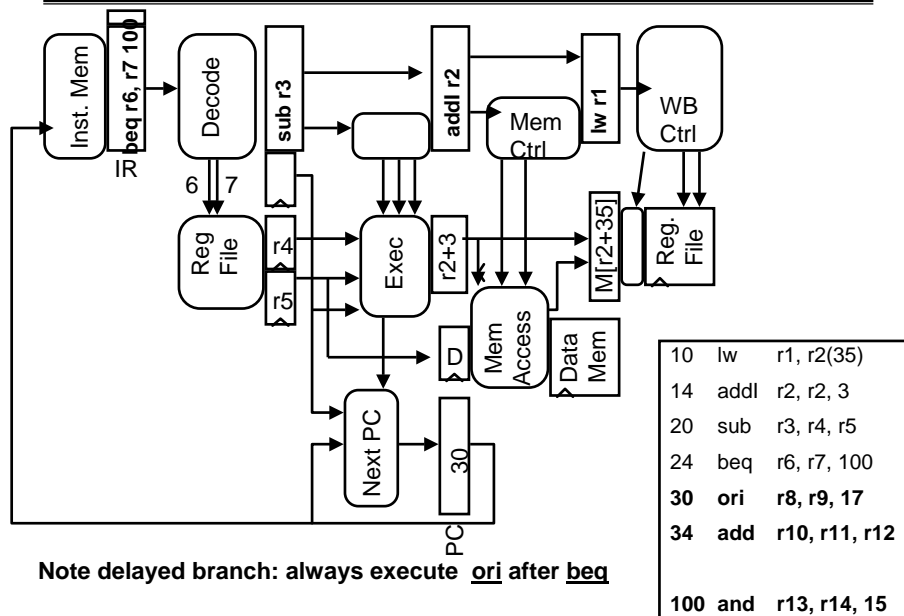 Inst. Mem
beq r6, r7 100
IR
Decode
6
7
sub r3
addI r2
Mem
Ctrl
lw r1
WB
Ctrl
Reg
File
r4
r5
Exec
r2+3
M[r2+35]
Reg.
File
D
Mem
Access
Data
Mem
Next PC
30
PC
10 lw r1, r2(35)
14 addI r2, r2, 3
20 sub r3, r4, r5
24 beq r6, r7, 100
30 ori r8, r9, 17
34 add r10, r11, r12
100 and r13, r14, 15
Note delayed branch: always execute ori after beq